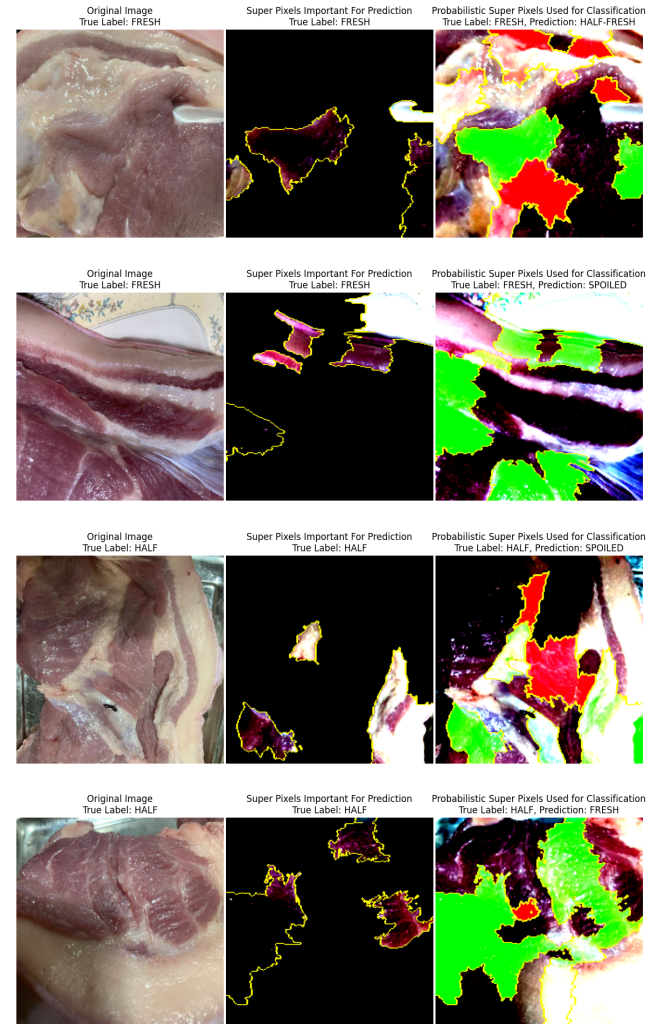 Original Image
True Label: FRESH
Super Pixels Important For Prediction
True Label: FRESH
Probabilistic Super Pixels Used for Classification
True Label: FRESH, Prediction: HALF-FRESH
Original Image
True Label: FRESH
Super Pixels Important For Prediction
True Label: FRESH
Probabilistic Super Pixels Used for Classification
True Label: FRESH, Prediction: SPOILED
Original Image
True Label: HALF
Super Pixels Important For Prediction
True Label: HALF
Probabilistic Super Pixels Used for Classification
True Label: HALF, Prediction: SPOILED
Original Image
True Label: HALF
Super Pixels Important For Prediction
True Label: HALF
Probabilistic Super Pixels Used for Classification
True Label: HALF, Prediction: FRESH